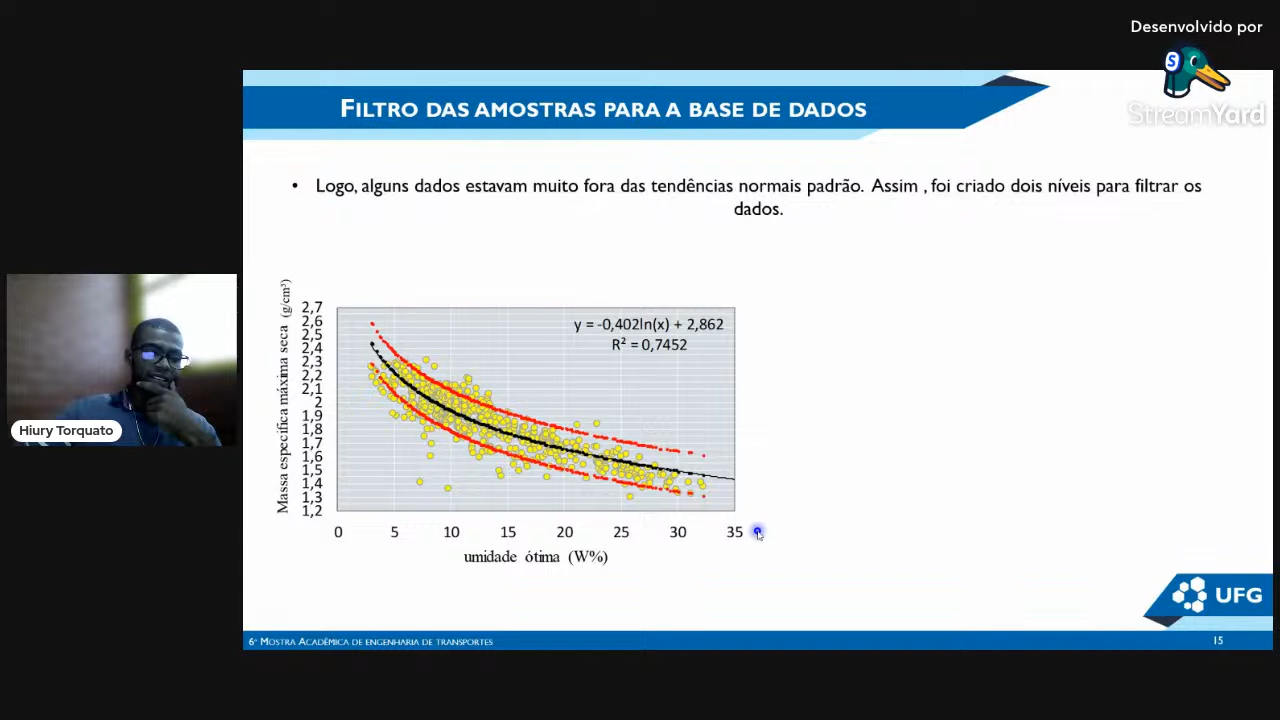 Desenvolvido por
S
StreamYard
FILTRO DAS AMOSTRAS PARA A BASE DE DADOS
• Logo, alguns dados estavam muito fora das tendências normais padrão. Assim , foi criado dois níveis para filtrar os
dados.
Massa específica máxima seca (g/cm³)
2,7
2,6
2,5
2,4
2,3
2,2
2,1
2
1,9
1,8
1,7
1,6
1,5
1,4
1,3
1,2
y = -0,402ln(x) + 2,862
R² = 0,7452
0 5 10 15 20 25 30 35
umidade ótima (W%)
Hiury Torquato
UFG
6ª MOSTRA ACADÊMICA DE ENGENHARIA DE TRANSPORTES
15